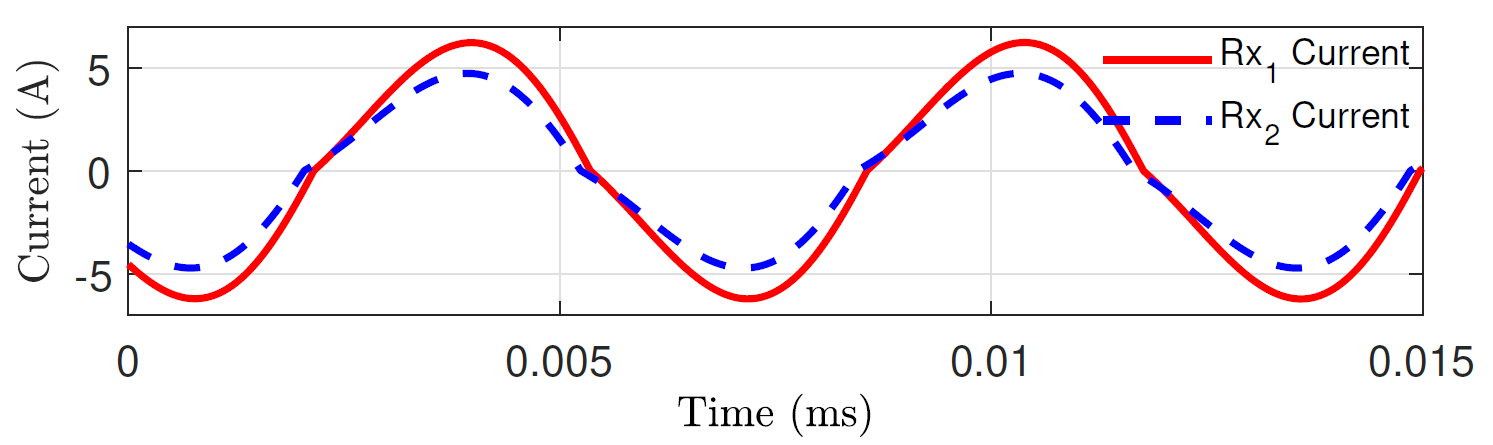 Current (A)
5
0
-5
Rx1 Current
Rx2 Current
0 0.005 0.01 0.015
Time (ms)